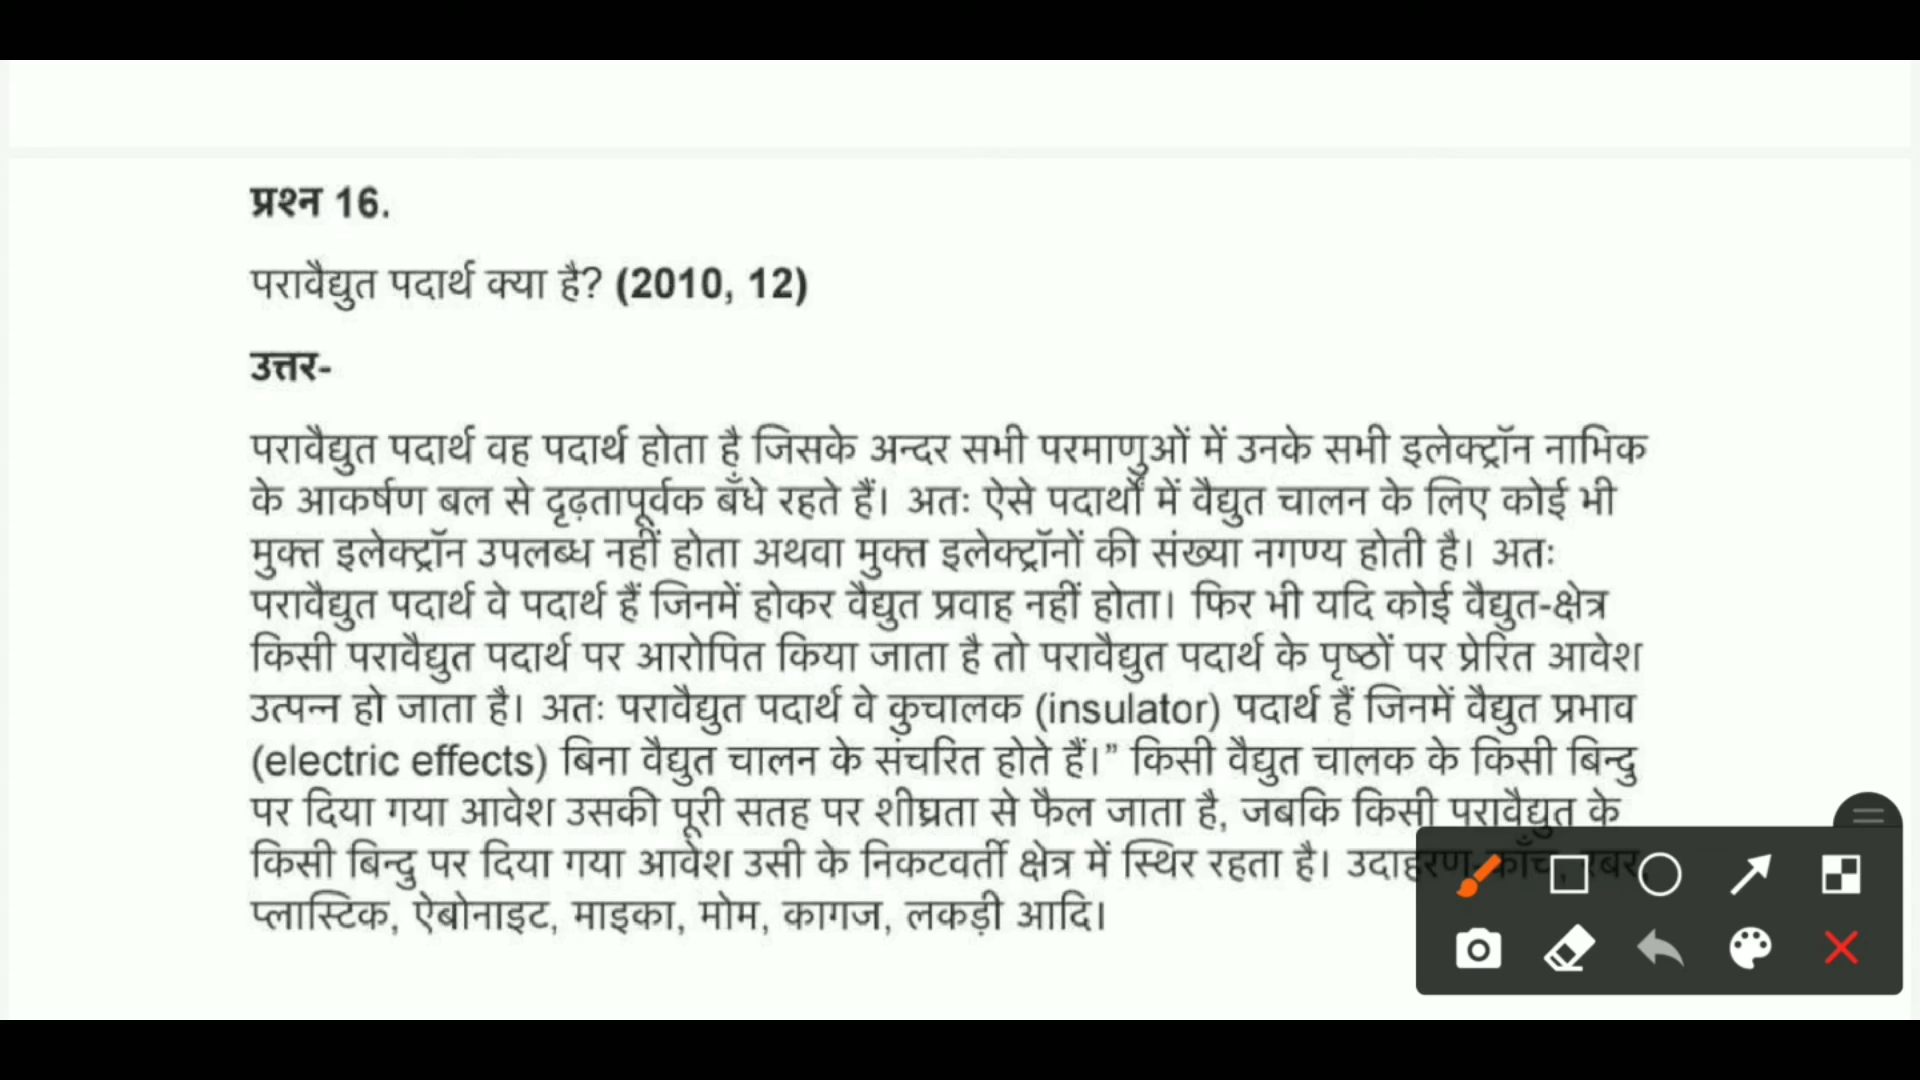 प्रश्न 16.
परावैद्युत पदार्थ क्या है? (2010, 12)
उत्तर-
परावैद्युत पदार्थ वह पदार्थ होता है जिसके अन्दर सभी परमाणुओं में उनके सभी इलेक्ट्रॉन नाभिक
के आकर्षण बल से दृढ़तापूर्वक बँधे रहते हैं। अतः ऐसे पदार्थों में वैद्युत चालन के लिए कोई भी
मुक्त इलेक्ट्रॉन उपलब्ध नहीं होता अथवा मुक्त इलेक्ट्रॉनों की संख्या नगण्य होती है। अतः
परावैद्युत पदार्थ वे पदार्थ हैं जिनमें होकर वैद्युत प्रवाह नहीं होता। फिर भी यदि कोई वैद्युत-क्षेत्र
किसी परावैद्युत पदार्थ पर आरोपित किया जाता है तो परावैद्युत पदार्थ के पृष्ठों पर प्रेरित आवेश
उत्पन्न हो जाता है। अतः परावैद्युत पदार्थ वे कुचालक (insulator) पदार्थ हैं जिनमें वैद्युत प्रभाव
(electric effects) बिना वैद्युत चालन के संचरित होते हैं।” किसी वैद्युत चालक के किसी बिन्दु
पर दिया गया आवेश उसकी पूरी सतह पर शीघ्रता से फैल जाता है, जबकि किसी परावैद्युत के
किसी बिन्दु पर दिया गया आवेश उसी के निकटवर्ती क्षेत्र में स्थिर रहता है। उदाहरण-काँच, रबर,
प्लास्टिक, ऐबोनाइट, माइका, मोम, कागज, लकड़ी आदि।